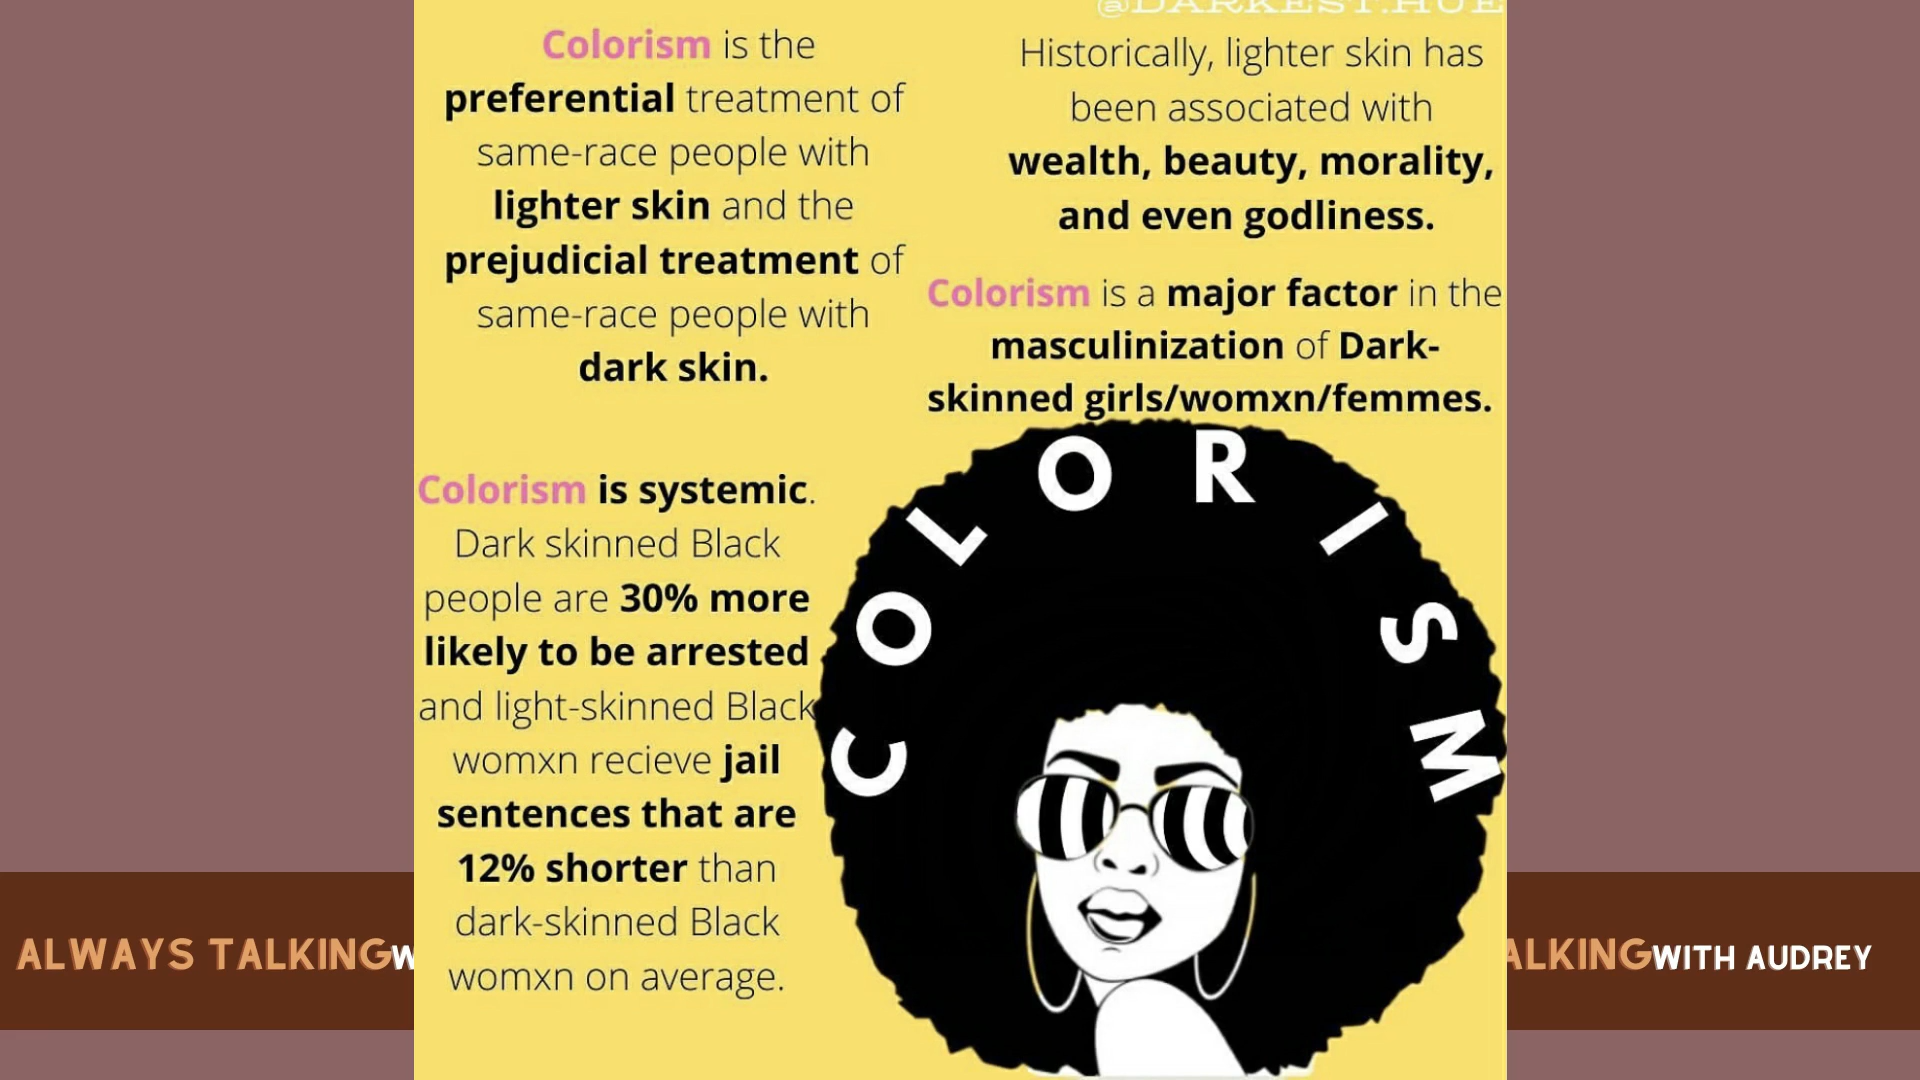 Colorism is the
preferential treatment of
same-race people with
lighter skin and the
prejudicial treatment of
same-race people with
dark skin.
Colorism is systemic.
Dark skinned Black
people are 30% more
likely to be arrested
and light-skinned Black
womxn recieve jail
sentences that are
12% shorter than
dark-skinned Black
womxn on average.
@DARKEST.HUE
Historically, lighter skin has
been associated with
wealth, beauty, morality,
and even godliness.
Colorism is a major factor in the
masculinization of Dark-
skinned girls/womxn/femmes.
COLORISM
ALWAYS TALKING
ALKING WITH AUDREY